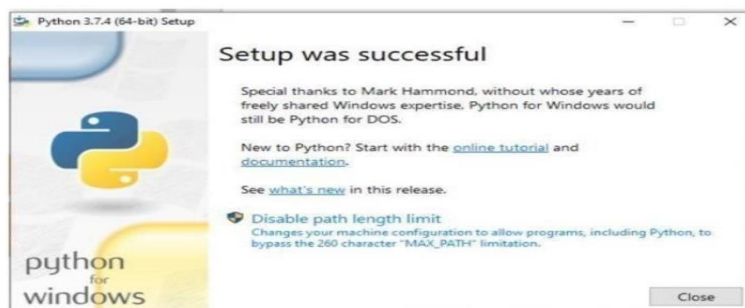 Python 3.7.4 (64-bit) Setup
Setup was successful
Special thanks to Mark Hammond, without whose years of
freely shared Windows expertise, Python for Windows would
still be Python for DOS.
New to Python? Start with the online tutorial and
documentation.
See what's new in this release.
Disable path length limit
Changes your machine configuration to allow programs, including Python, to
bypass the 260 character "MAX_PATH" limitation.
python
for
windows
Close